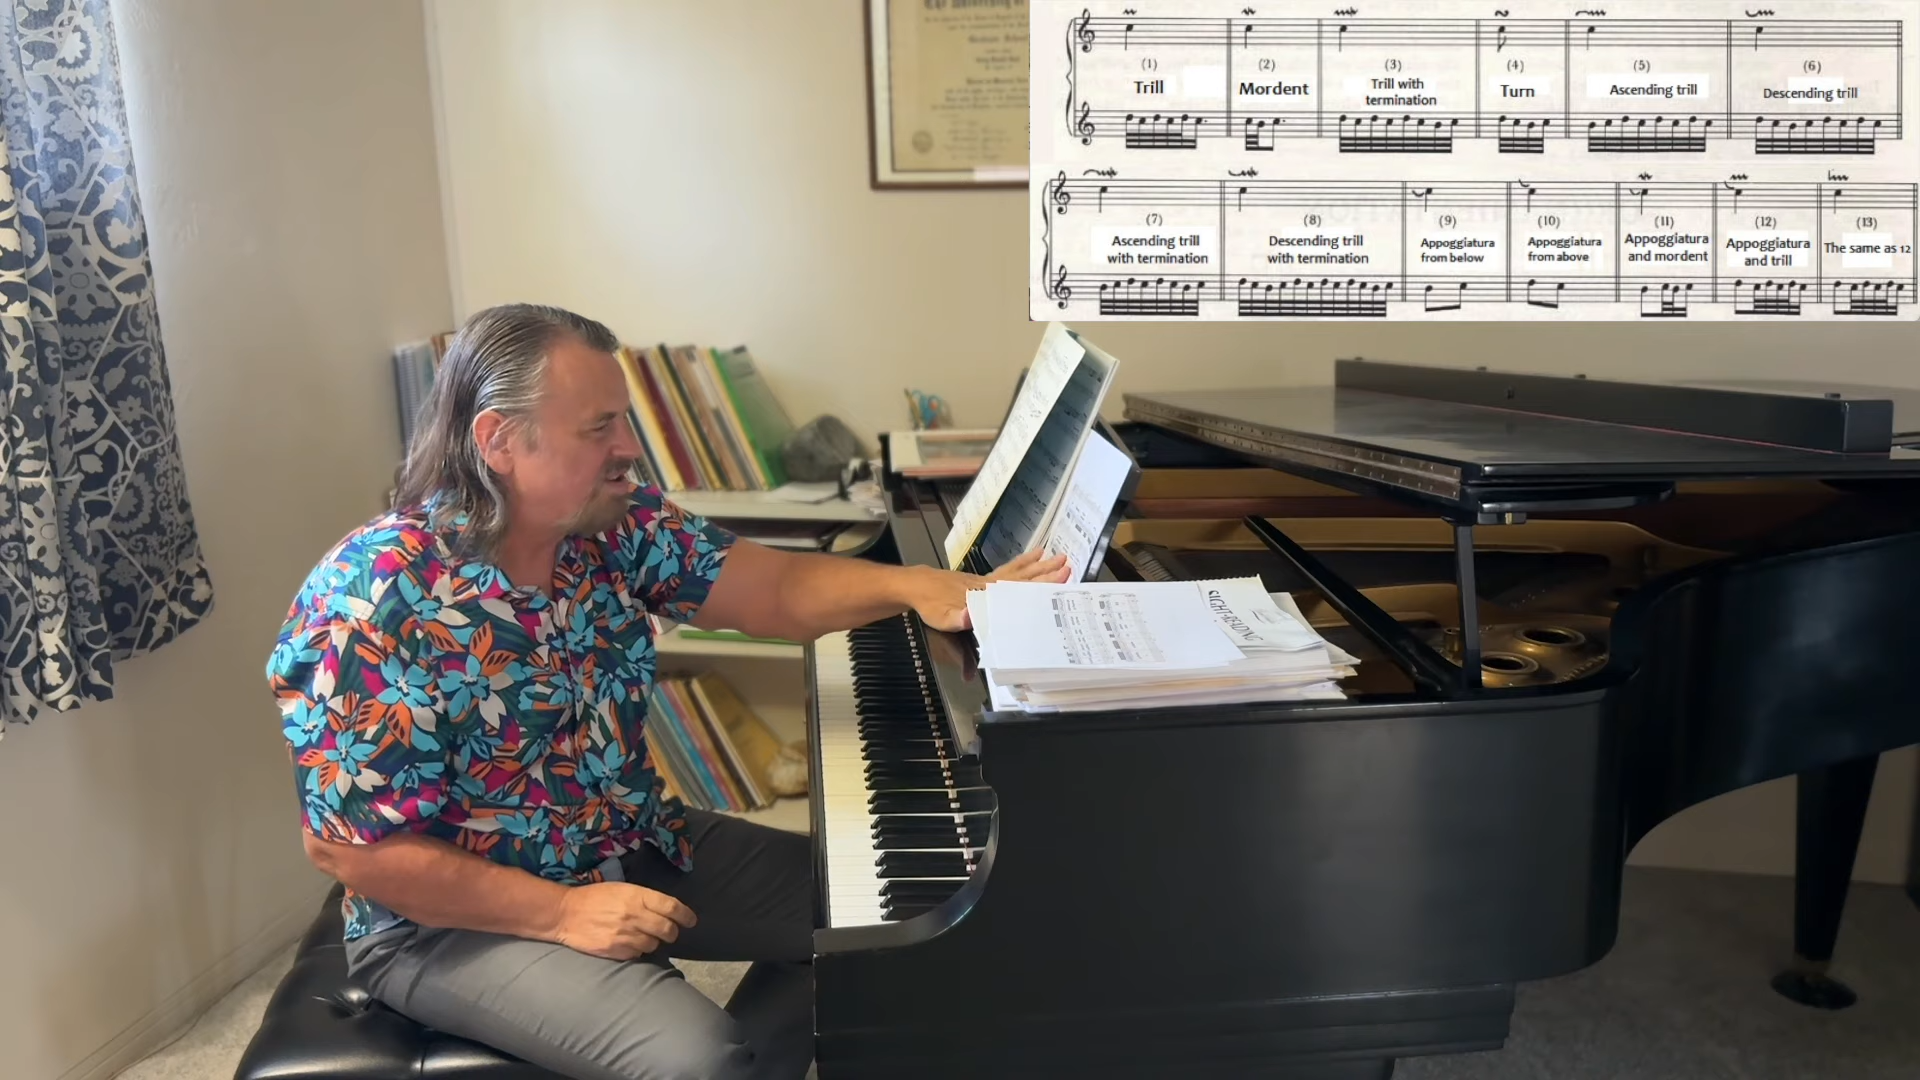 (1)
Trill
(2)
Mordent
(3)
Trill with
termination
(4)
Turn
(5)
Ascending trill
(6)
Descending trill
(7)
Ascending trill
with termination
(8)
Descending trill
with termination
(9)
Appoggiatura
from below
(10)
Appoggiatura
from above
(11)
Appoggiatura
and mordent
(12)
Appoggiatura
and trill
(13)
The same as 12
SIGHT-READING